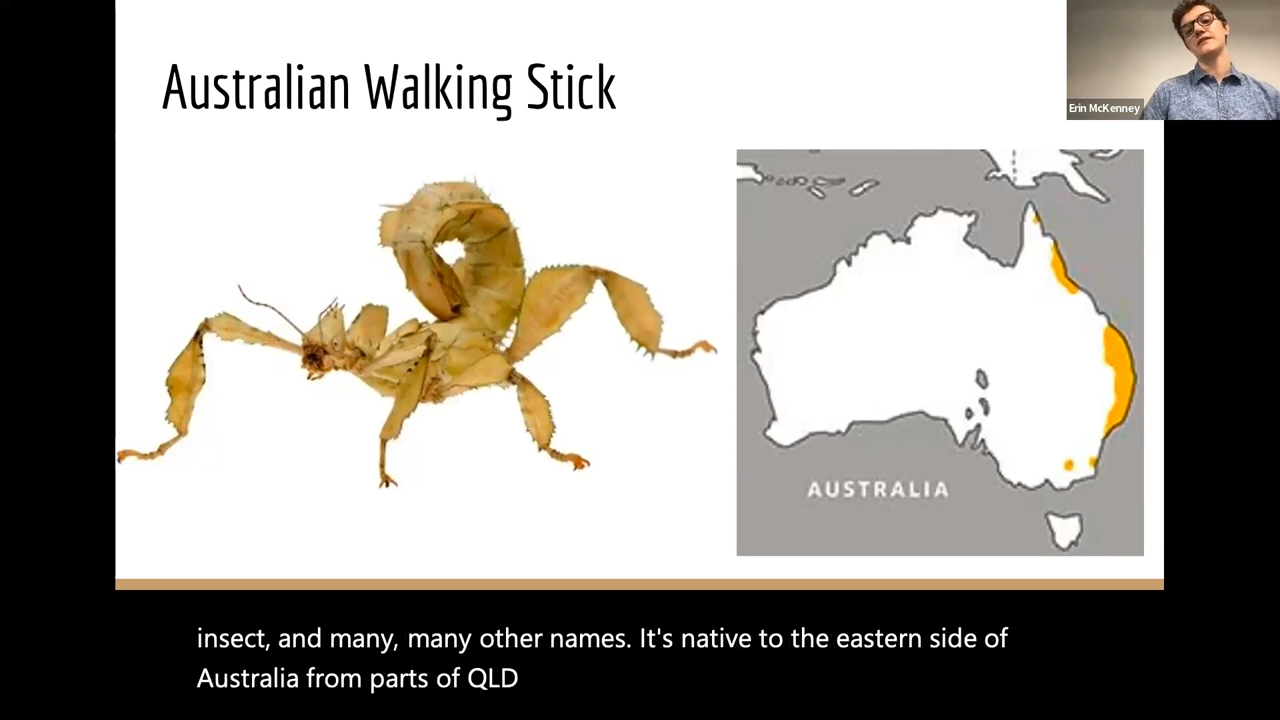 Australian Walking Stick
Erin McKenney
AUSTRALIA
insect, and many, many other names. It's native to the eastern side of
Australia from parts of QLD